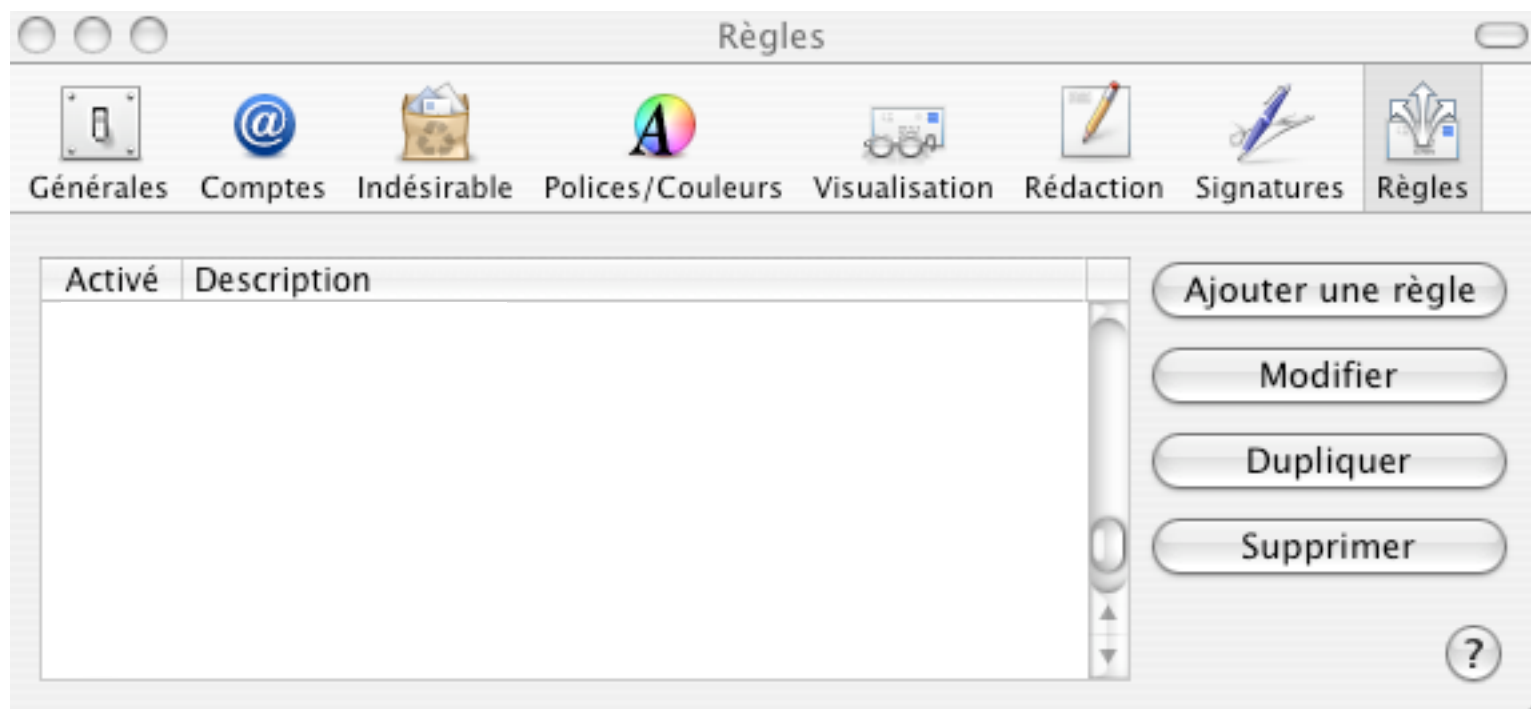 Règles
Générales Comptes Indésirable Polices/Couleurs Visualisation Rédaction Signatures Règles
Activé Description
Ajouter une règle
Modifier
Dupliquer
Supprimer
?